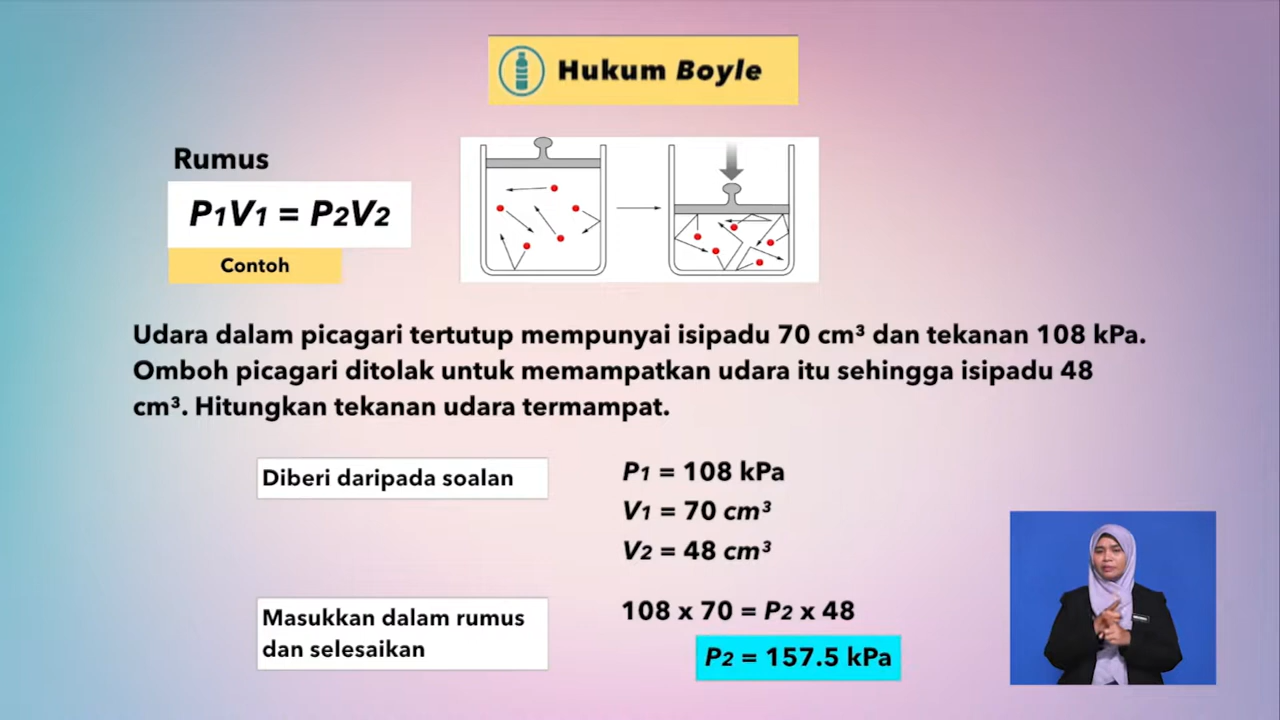 Hukum Boyle
Rumus
P₁V₁ = P₂V₂
Contoh
Udara dalam picagari tertutup mempunyai isipadu 70 cm³ dan tekanan 108 kPa.
Omboh picagari ditolak untuk memampatkan udara itu sehingga isipadu 48
cm³. Hitungkan tekanan udara termampat.
Diberi daripada soalan
P₁ = 108 kPa
V₁ = 70 cm³
V₂ = 48 cm³
Masukkan dalam rumus
dan selesaikan
108 x 70 = P₂ x 48
P₂ = 157.5 kPa